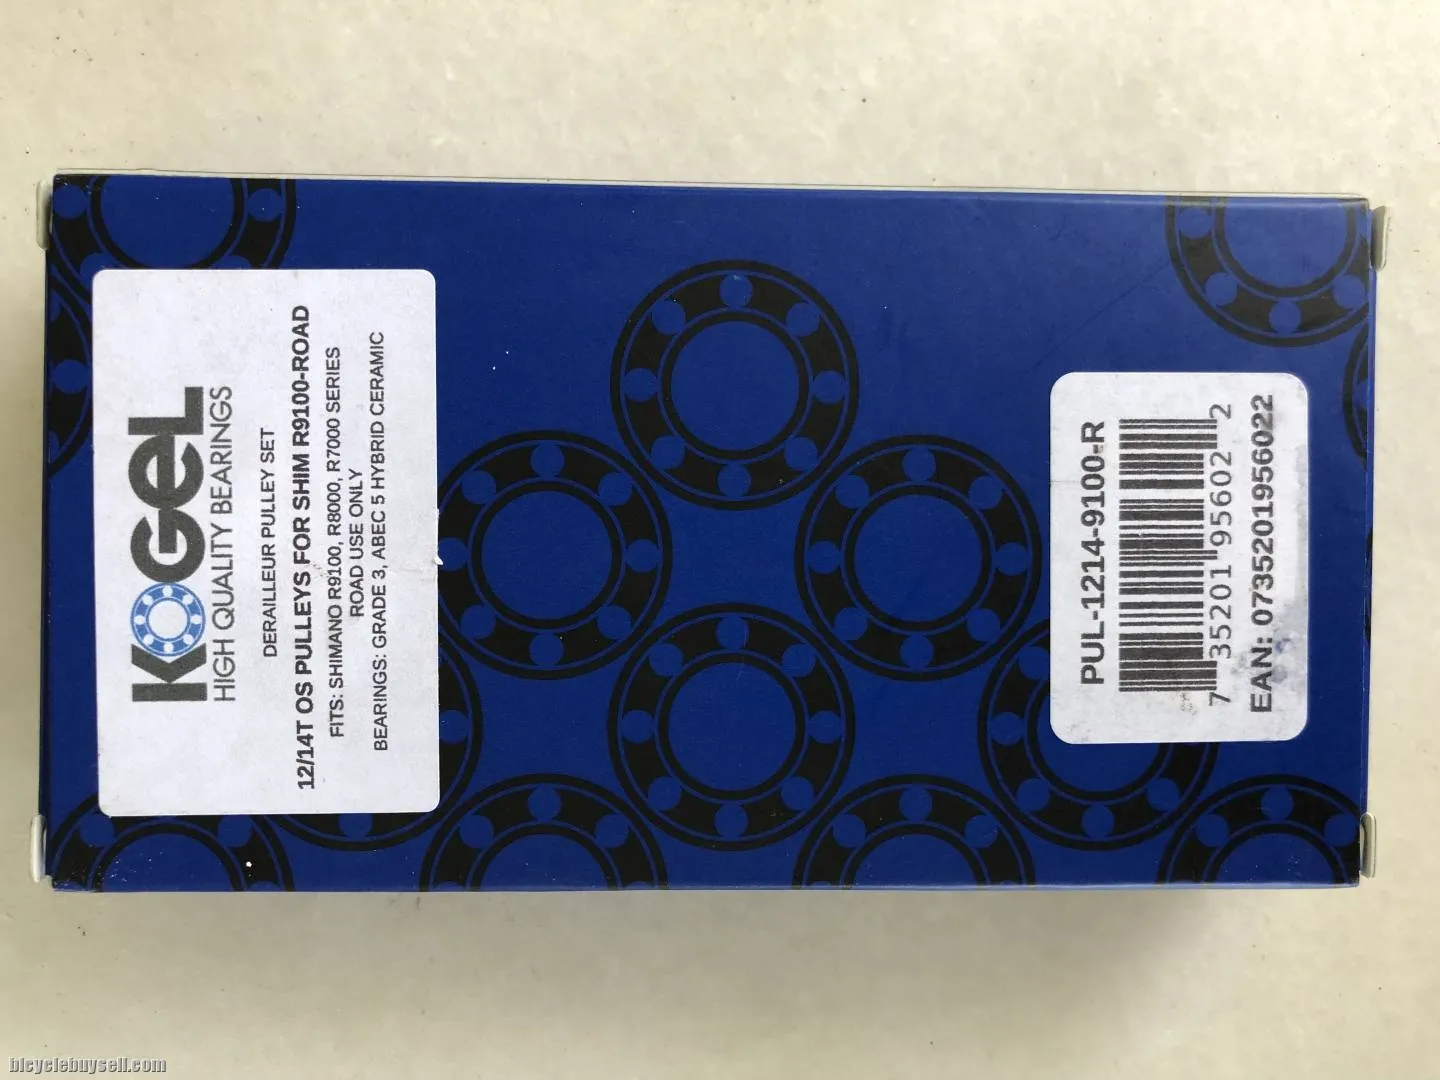 KOGEL
HIGH QUALITY BEARINGS
DERAILLEUR PULLEY SET
12/14T OS PULLEYS FOR SHIM R9100-ROAD
FITS: SHIMANO R9100, R8000, R7000 SERIES
ROAD USE ONLY
BEARINGS: GRADE 3, ABEC 5 HYBRID CERAMIC
PUL-1214-9100-R
7 35201 95602 2
EAN: 0735201956022
bicyclebuysell.com